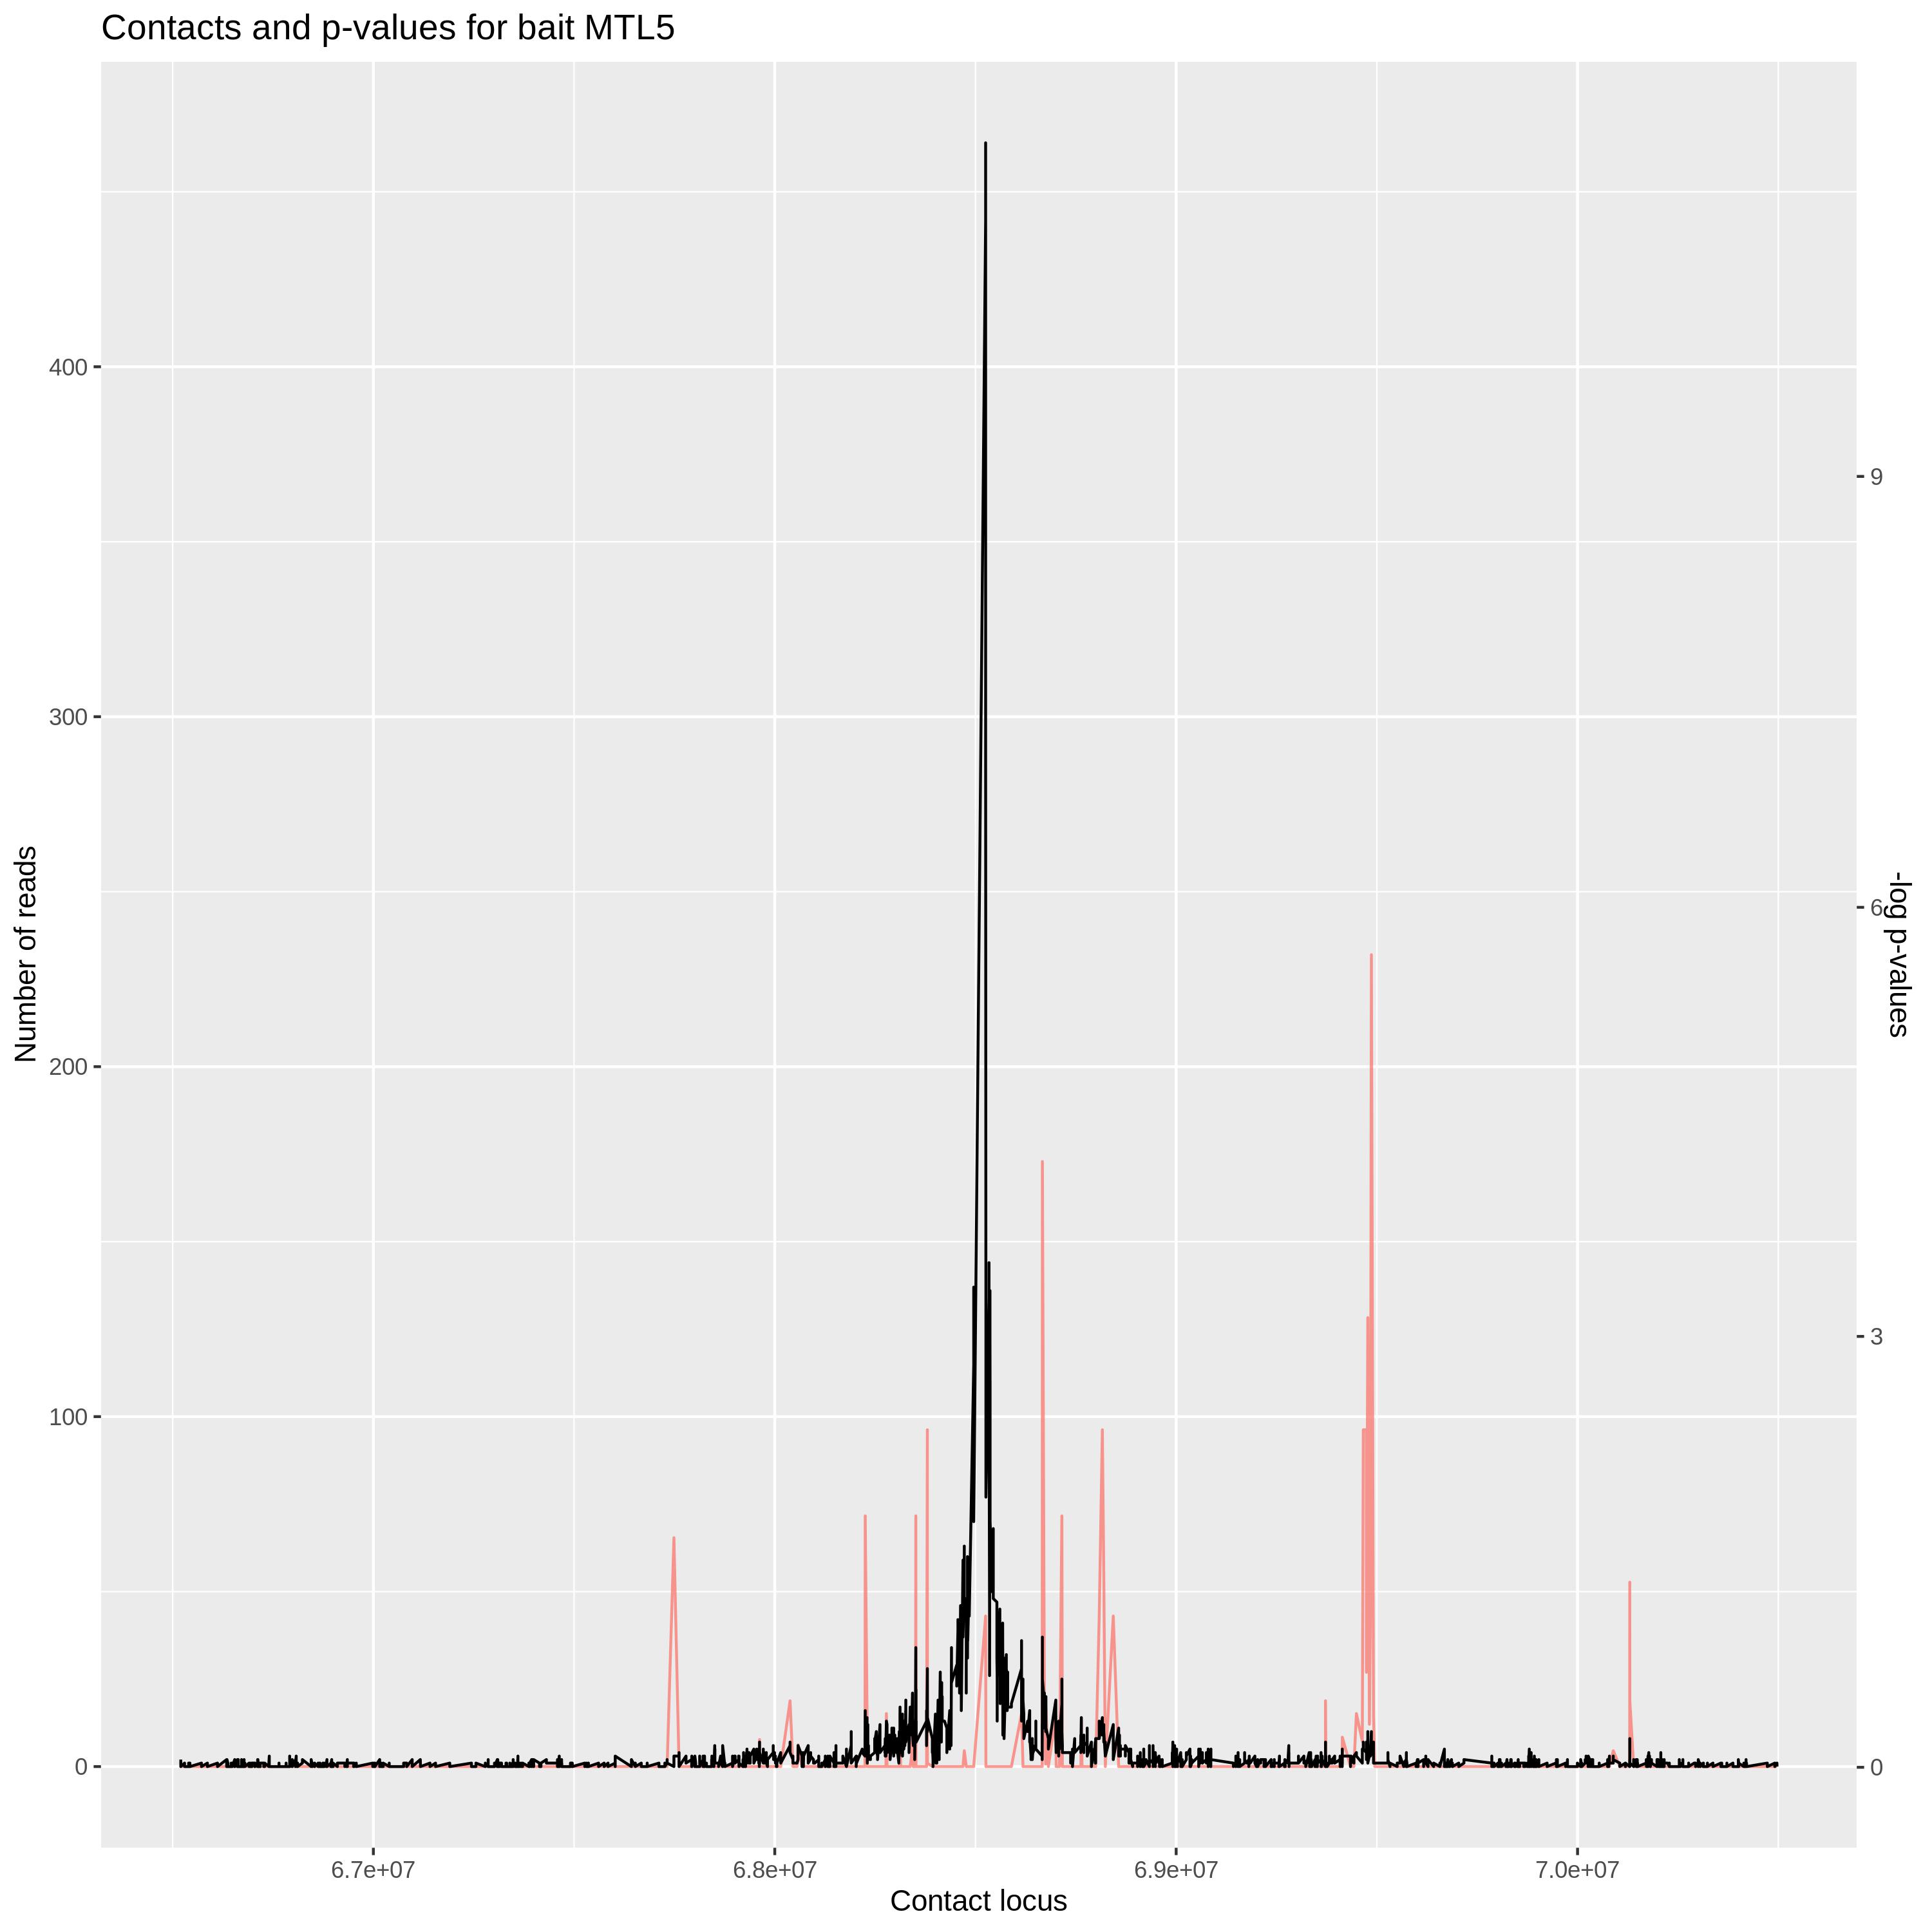 Contacts and p-values for bait MTL5
Number of reads
400
300
200
100
0
9
6
3
0
-log p-values
6.7e+07
6.8e+07
6.9e+07
7.0e+07
Contact locus